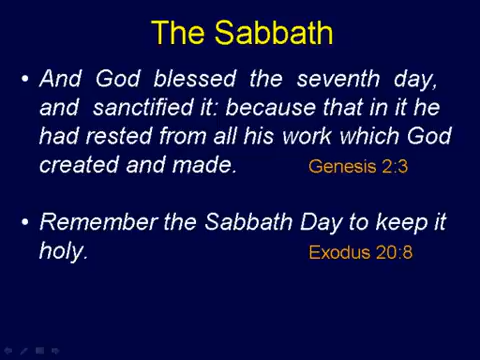 The Sabbath
• And God blessed the seventh day,
and sanctified it: because that in it he
had rested from all his work which God
created and made. Genesis 2:3
• Remember the Sabbath Day to keep it
holy. Exodus 20:8